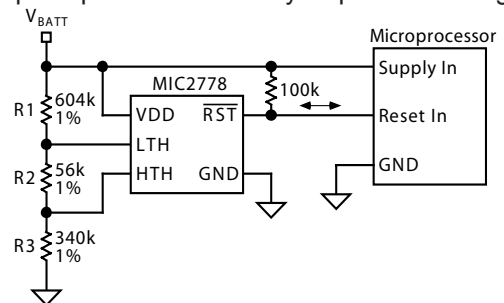 V_BATT
Microprocessor
MIC2778
100k
Supply In
R1
604k
1%
VDD
RST
Reset In
LTH
R2
56k
1%
HTH
GND
GND
R3
340k
1%